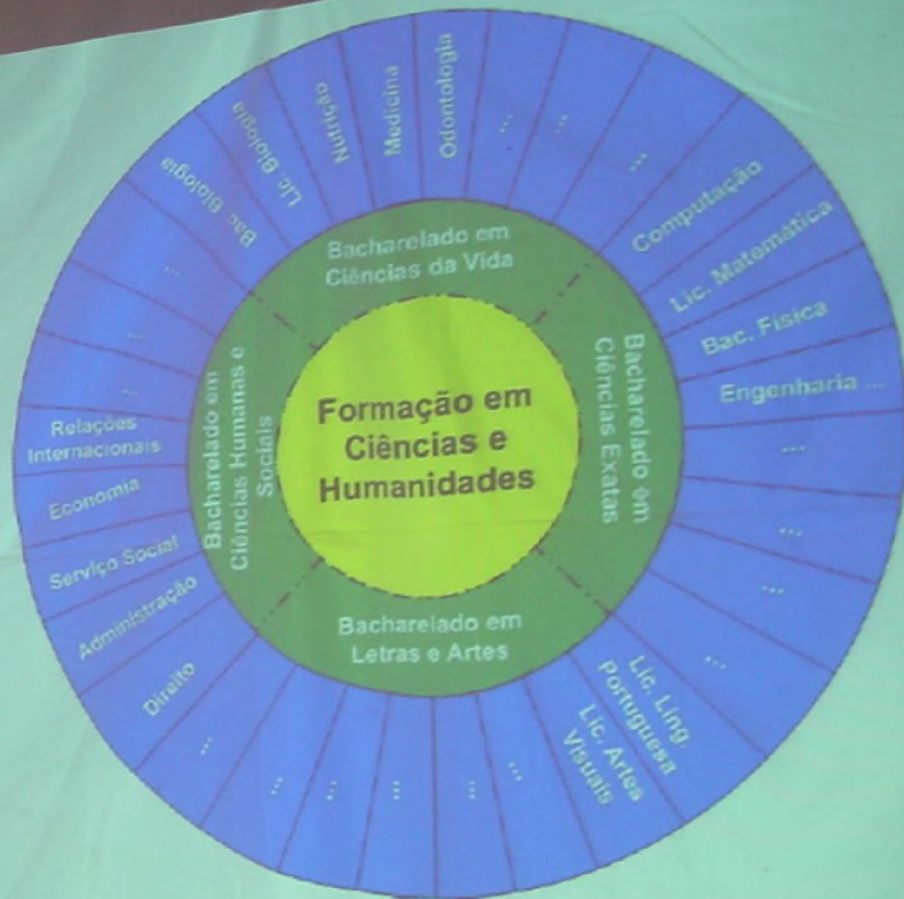 Formação em
Ciências e
Humanidades
Bacharelado em
Ciências da Vida
Bacharelado em
Ciências Exatas
Bacharelado em
Letras e Artes
Bacharelado em
Ciências Humanas e
Sociais
...
Bac. Biologia
Lic. Biologia
Nutrição
Medicina
Odontologia
...
...
...
Computação
Lic. Matemática
Bac. Física
Engenharia ...
...
...
...
...
Lic. Ling.
Portuguesa
Lic. Artes
Visuais
...
...
...
...
...
...
Direito
Administração
Serviço Social
Economia
Relações
Internacionais
...
...